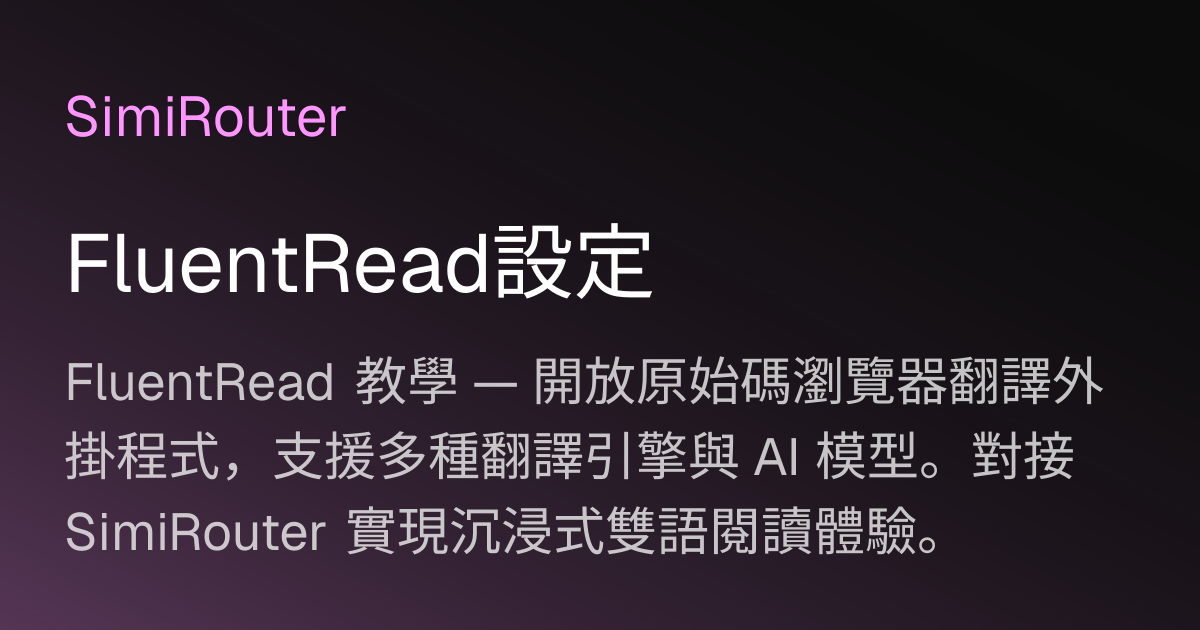 SimiRouter
FluentRead設定
FluentRead 教學 — 開放原始碼瀏覽器翻譯外
掛程式，支援多種翻譯引擎與 AI 模型。對接
SimiRouter 實現沉浸式雙語閱讀體驗。